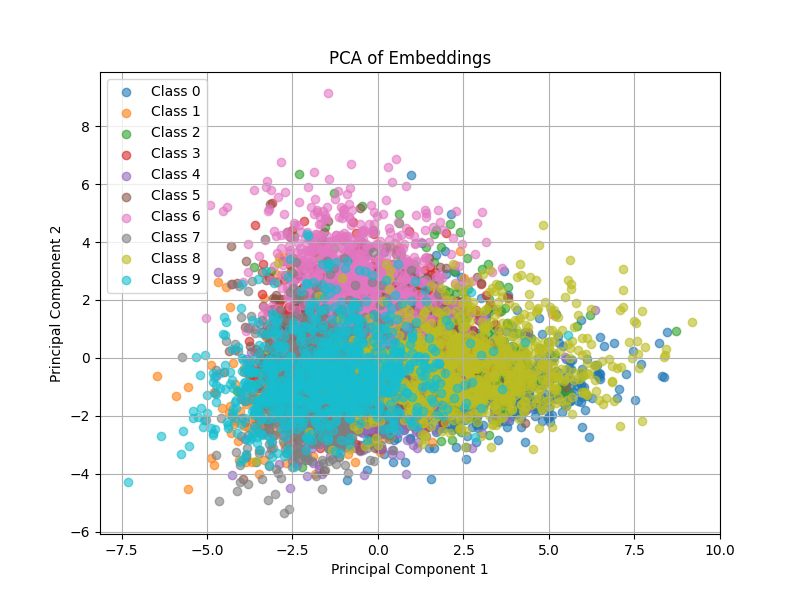 PCA of Embeddings
Class 0
Class 1
Class 2
Class 3
Class 4
Class 5
Class 6
Class 7
Class 8
Class 9
Principal Component 2
8
6
4
2
0
−2
−4
−6
−7.5 −5.0 −2.5 0.0 2.5 5.0 7.5 10.0
Principal Component 1